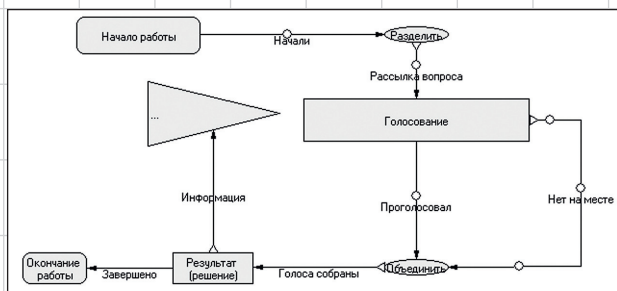 Начало работы
Начали
Разделить
Рассылка вопроса
...
Голосование
Информация
Проголосовал
Нет на месте
Окончание
работы
Завершено
Результат
(решение)
Голоса собраны
Объединить